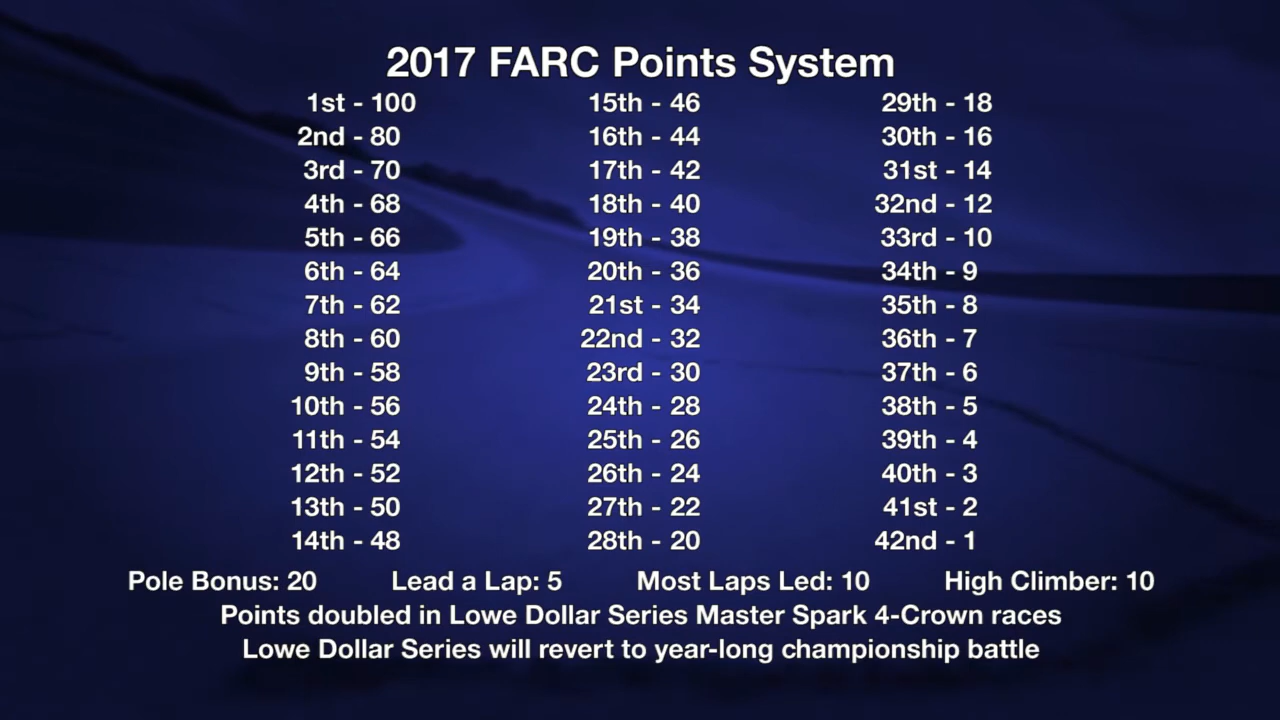 2017 FARC Points System
1st - 100
2nd - 80
3rd - 70
4th - 68
5th - 66
6th - 64
7th - 62
8th - 60
9th - 58
10th - 56
11th - 54
12th - 52
13th - 50
14th - 48
15th - 46
16th - 44
17th - 42
18th - 40
19th - 38
20th - 36
21st - 34
22nd - 32
23rd - 30
24th - 28
25th - 26
26th - 24
27th - 22
28th - 20
29th - 18
30th - 16
31st - 14
32nd - 12
33rd - 10
34th - 9
35th - 8
36th - 7
37th - 6
38th - 5
39th - 4
40th - 3
41st - 2
42nd - 1
Pole Bonus: 20 Lead a Lap: 5 Most Laps Led: 10 High Climber: 10
Points doubled in Lowe Dollar Series Master Spark 4-Crown races
Lowe Dollar Series will revert to year-long championship battle